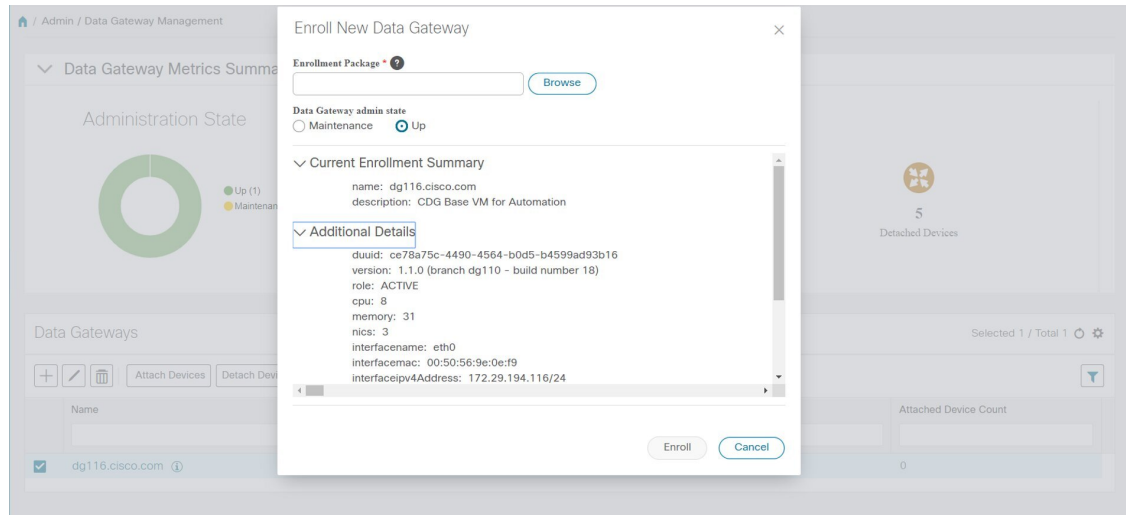 / Admin / Data Gateway Management
Enroll New Data Gateway
Enrollment Package *
Browse
Data Gateway admin state
Maintenance Up
Data Gateway Metrics Summa
Administration State
Up (1)
Maintenan
Current Enrollment Summary
name: dg116.cisco.com
description: CDG Base VM for Automation
Additional Details
duuid: ce78a75c-4490-4564-b0d5-b4599ad93b16
version: 1.1.0 (branch dg110 - build number 18)
role: ACTIVE
cpu: 8
memory: 31
nics: 3
interfacename: eth0
interfacemac: 00:50:56:9e:0e:f9
interfaceipv4Address: 172.29.194.116/24
5
Detached Devices
Data Gateways
Selected 1 / Total 1
Attach Devices Detach Devi
Name
Attached Device Count
Enroll Cancel
dg116.cisco.com
0